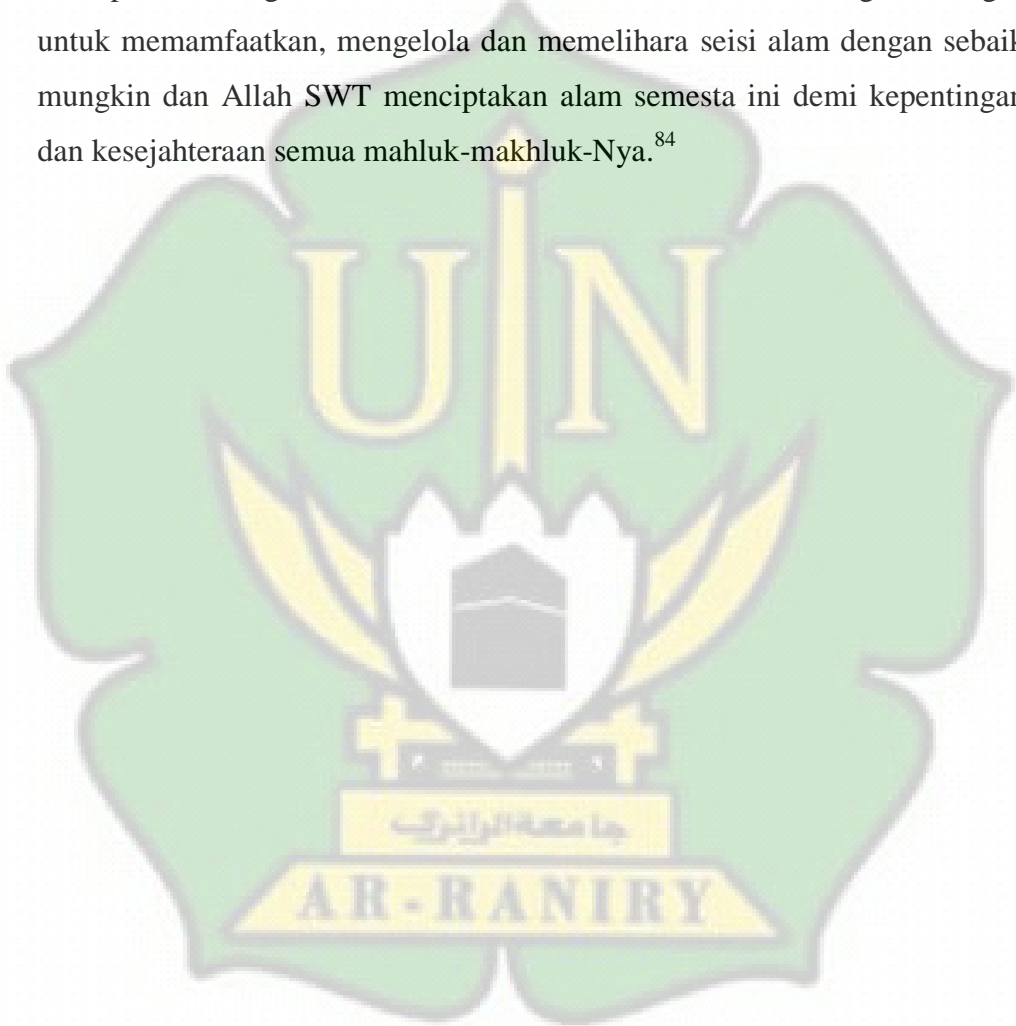 untuk memamfaatkan, mengelola dan memelihara seisi alam dengan sebaik
mungkin dan Allah SWT menciptakan alam semesta ini demi kepentingan
dan kesejahteraan semua mahluk-makhluk-Nya.84
UIN
جامعة الرانري
AR-RANIRY